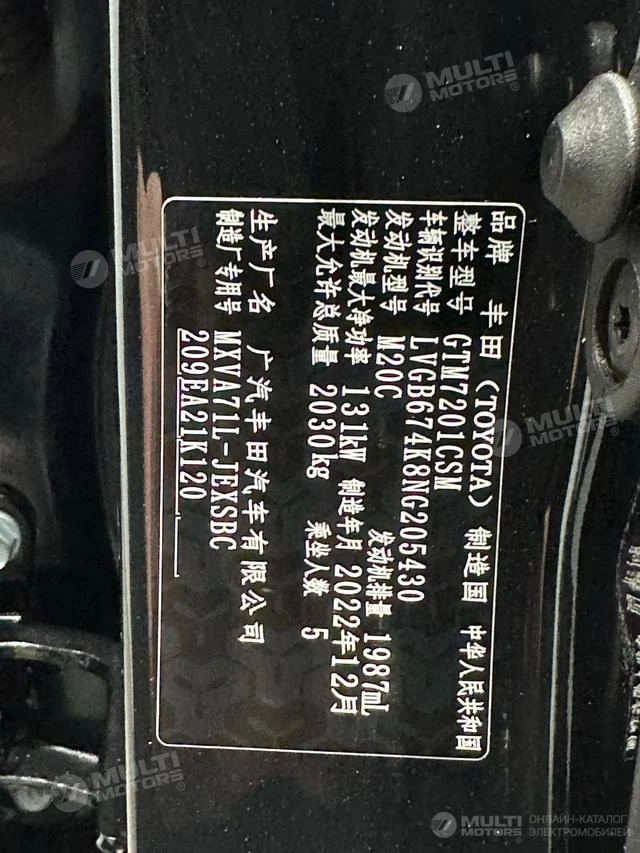 品牌 丰田(TOYOTA) 制造国 中华人民共和国
整车型号 GTM7201CSM
车辆识别代号 LVGB674K8NG205430
发动机型号 M20C 发动机排量 1987mL
发动机最大净功率 131kW 制造年月 2022年12月
最大允许总质量 2030kg 乘坐人数 5
生产厂名 广汽丰田汽车有限公司
制造厂专用号 MXVA71L-JEXSBC
209EA21K120
MULTI
MOTORS®
MULTI
MOTORS®
MULTI
MOTORS®
MULTI
MOTORS®
MULTI
MOTORS®
ОНЛАЙН-КАТАЛОГ
ЭЛЕКТРОМОБИЛЕЙ